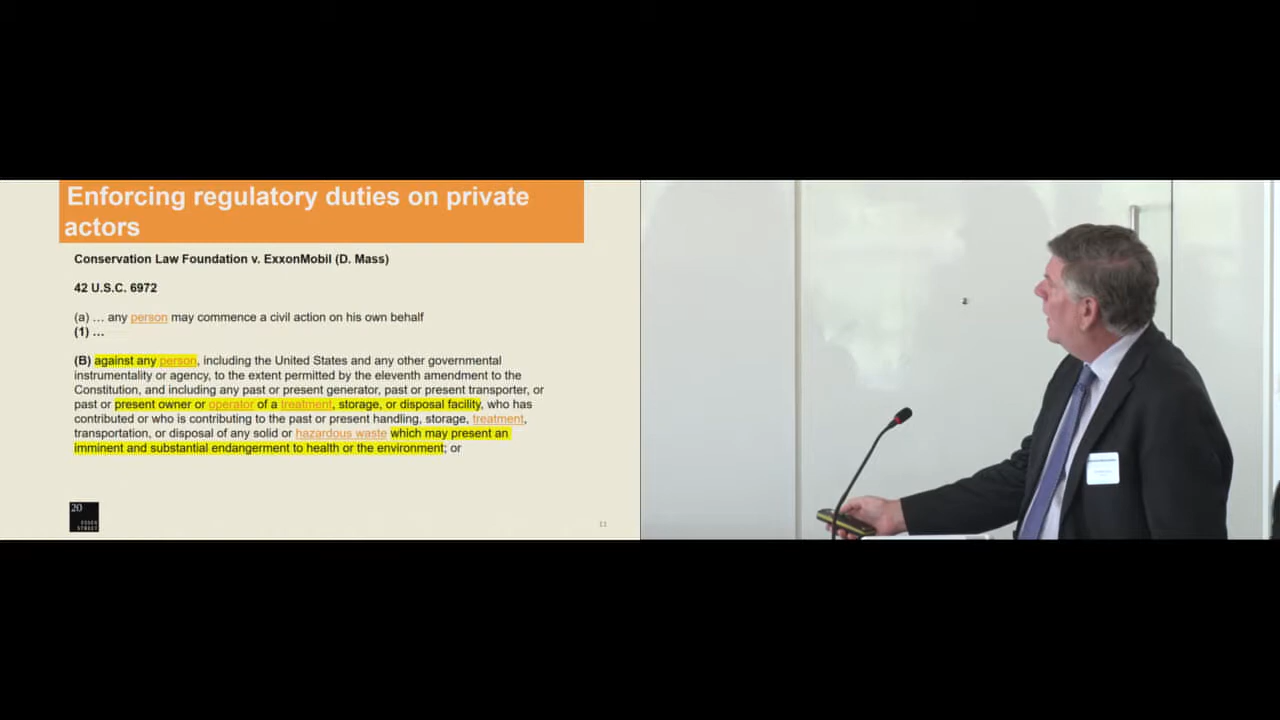 Enforcing regulatory duties on private
actors
Conservation Law Foundation v. ExxonMobil (D. Mass)
42 U.S.C. 6972
(a) … any person may commence a civil action on his own behalf
(1) …
(B) against any person, including the United States and any other governmental
instrumentality or agency, to the extent permitted by the eleventh amendment to the
Constitution, and including any past or present generator, past or present transporter, or
past or present owner or operator of a treatment, storage, or disposal facility, who has
contributed or who is contributing to the past or present handling, storage, treatment,
transportation, or disposal of any solid or hazardous waste which may present an
imminent and substantial endangerment to health or the environment; or
20
ESSEX
STREET
11